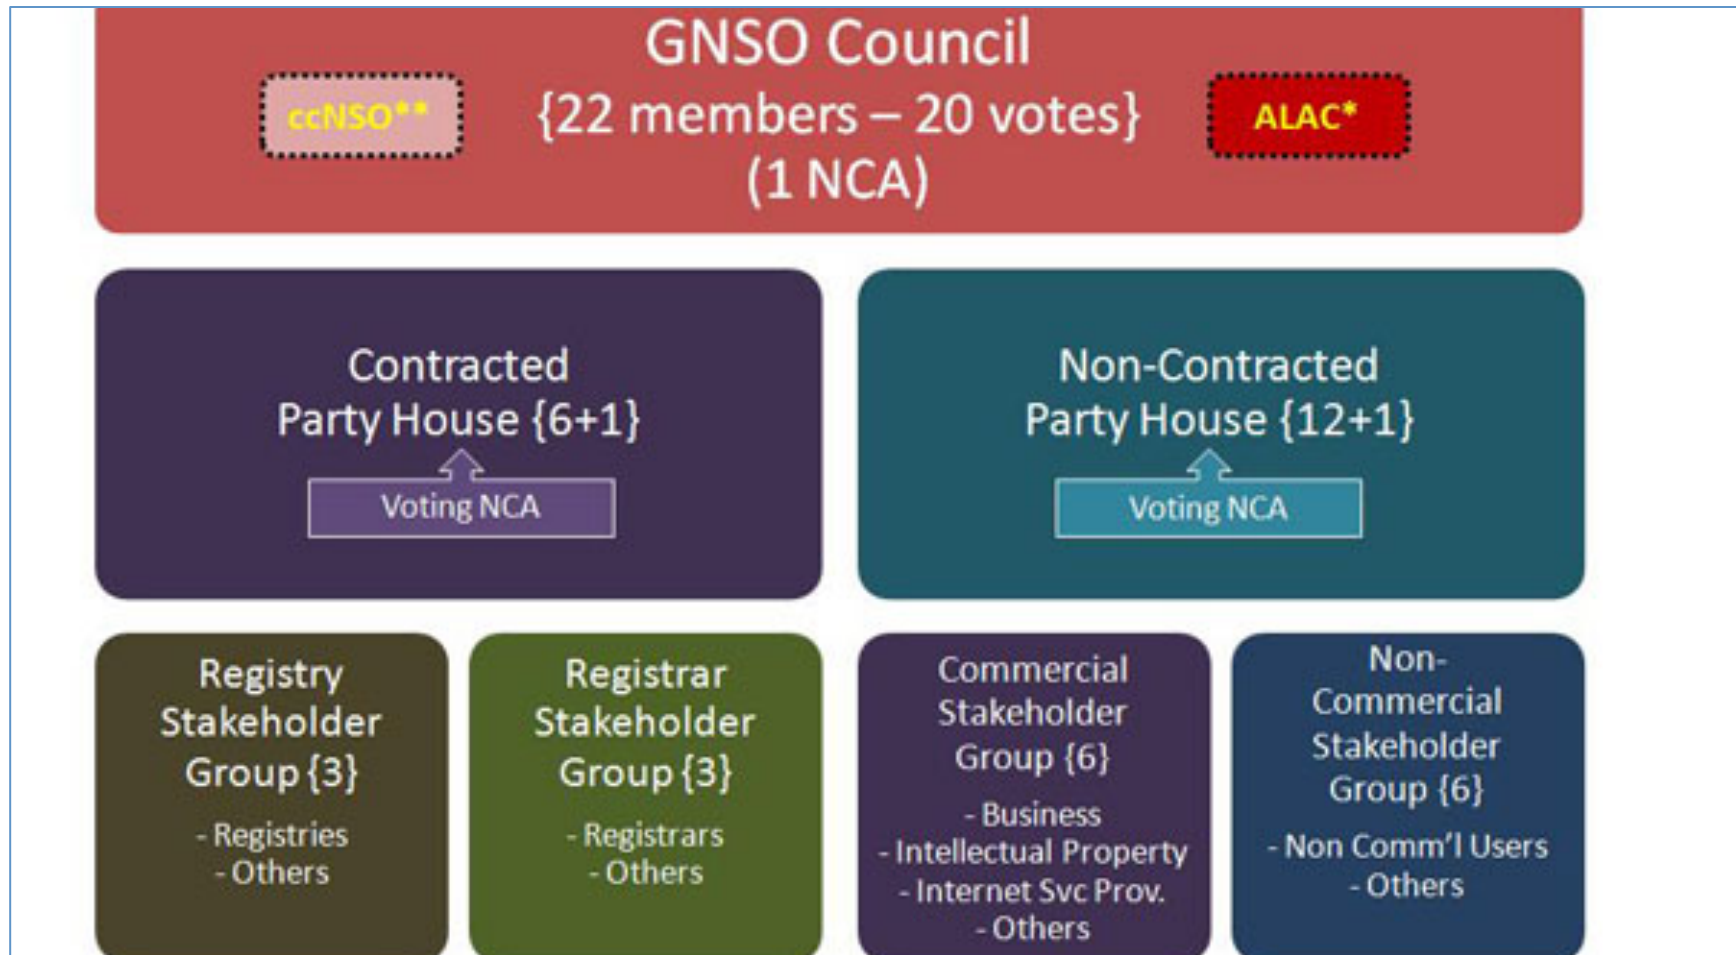 GNSO Council
ccNSO**
{22 members – 20 votes}
ALAC*
(1 NCA)
Contracted
Party House {6+1}
Voting NCA
Non-Contracted
Party House {12+1}
Voting NCA
Registry
Stakeholder
Group {3}
- Registries
- Others
Registrar
Stakeholder
Group {3}
- Registrars
- Others
Commercial
Stakeholder
Group {6}
- Business
- Intellectual Property
- Internet Svc Prov.
- Others
Non-
Commercial
Stakeholder
Group {6}
- Non Comm’l Users
- Others